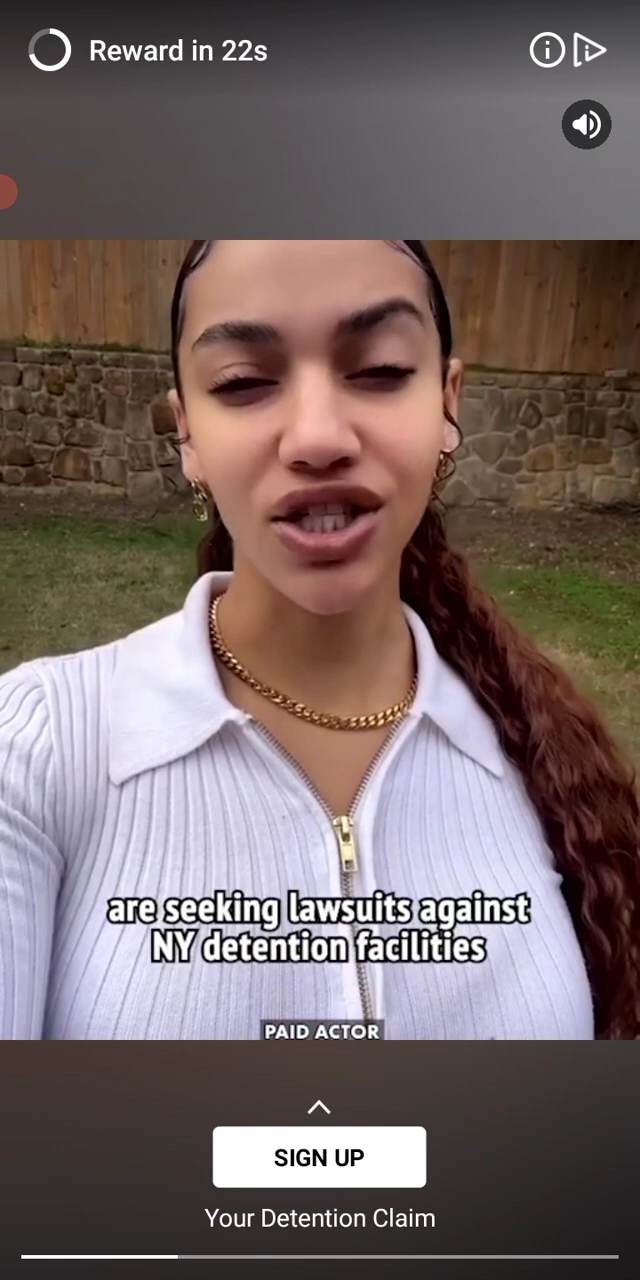 Reward in 22s
are seeking lawsuits against
NY detention facilities
PAID ACTOR
SIGN UP
Your Detention Claim